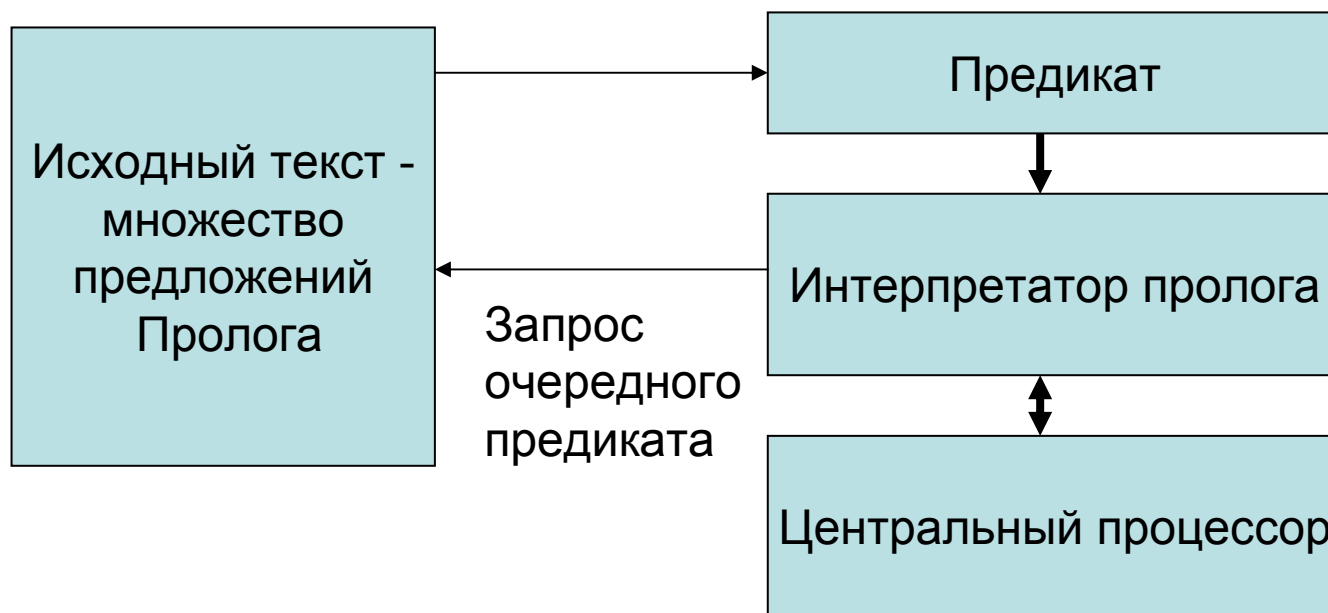 Предикат
Исходный текст -
множество
предложений
Пролога
Интерпретатор пролога
Запрос
очередного
предиката
Центральный процессор